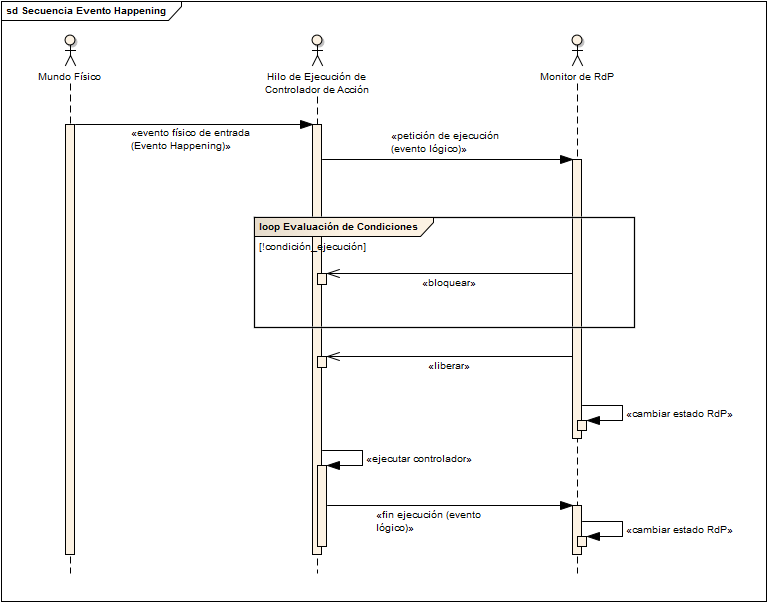 sd Secuencia Evento Happening
Mundo Físico
Hilo de Ejecución de
Controlador de Acción
Monitor de RdP
«evento físico de entrada
(Evento Happening)»
«petición de ejecución
(evento lógico)»
loop Evaluación de Condiciones
[!condición_ejecución]
«bloquear»
«liberar»
«cambiar estado RdP»
«ejecutar controlador»
«fin ejecución (evento
lógico)»
«cambiar estado RdP»